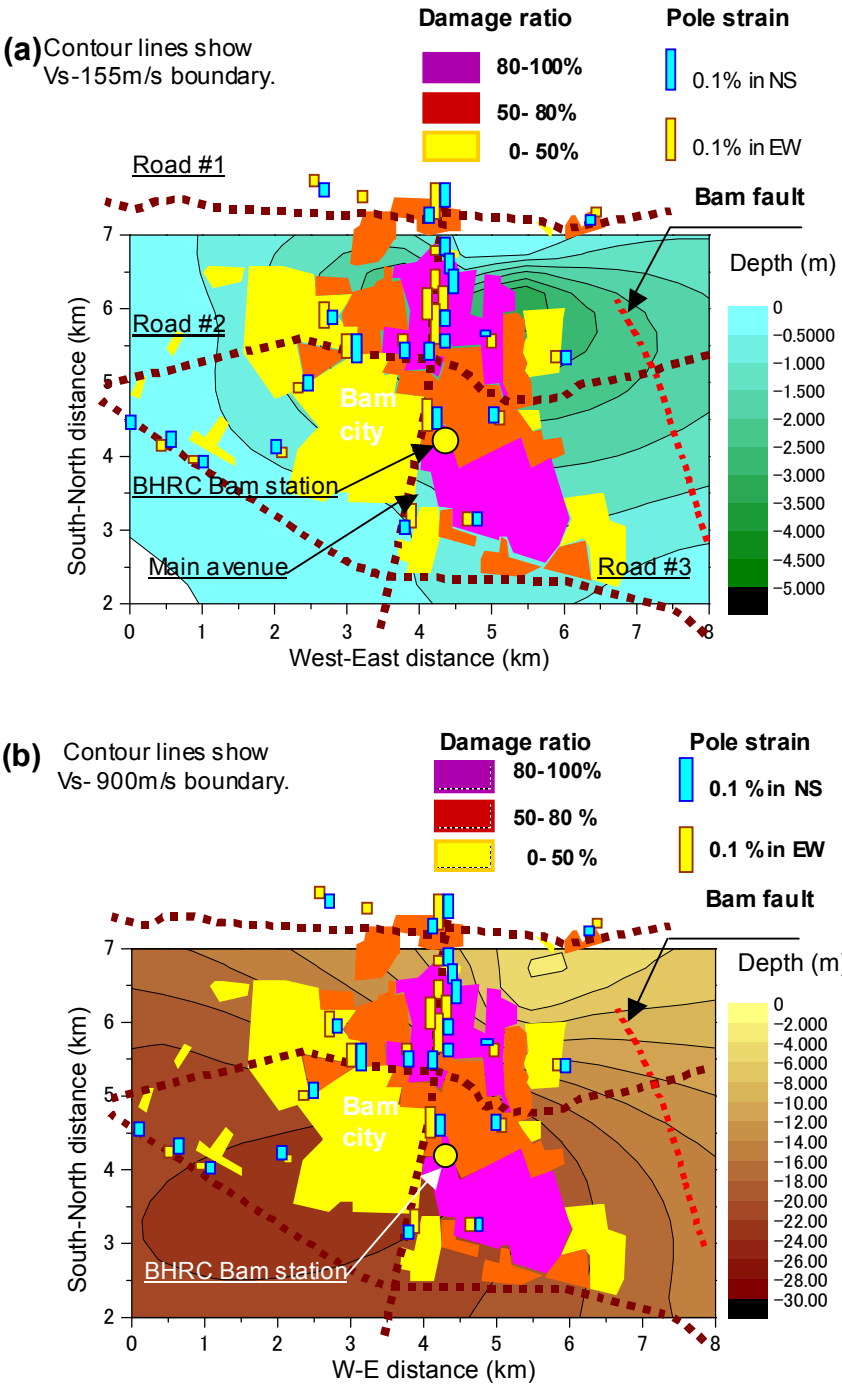 (a) Contour lines show
Vs-155m/s boundary.
Damage ratio
80-100%
50- 80%
0- 50%
Pole strain
0.1% in NS
0.1% in EW
Road #1
Bam fault
Depth (m)
0
−0.5000
−1.000
−1.500
−2.000
−2.500
−3.000
−3.500
−4.000
−4.500
−5.000
South-North distance (km)
7
6
5
4
3
2
Road #2
Bam
city
BHRC Bam station
Main avenue
Road #3
0 1 2 3 4 5 6 7 8
West-East distance (km)
(b) Contour lines show
Vs- 900m/s boundary.
Damage ratio
80-100%
50- 80 %
0- 50 %
Pole strain
0.1 % in NS
0.1 % in EW
Bam fault
Depth (m)
0
−2.000
−4.000
−6.000
−8.000
−10.00
−12.00
−14.00
−16.00
−18.00
−20.00
−22.00
−24.00
−26.00
−28.00
−30.00
South-North distance (km)
7
6
5
4
3
2
Bam
city
BHRC Bam station
0 1 2 3 4 5 6 7 8
W-E distance (km)